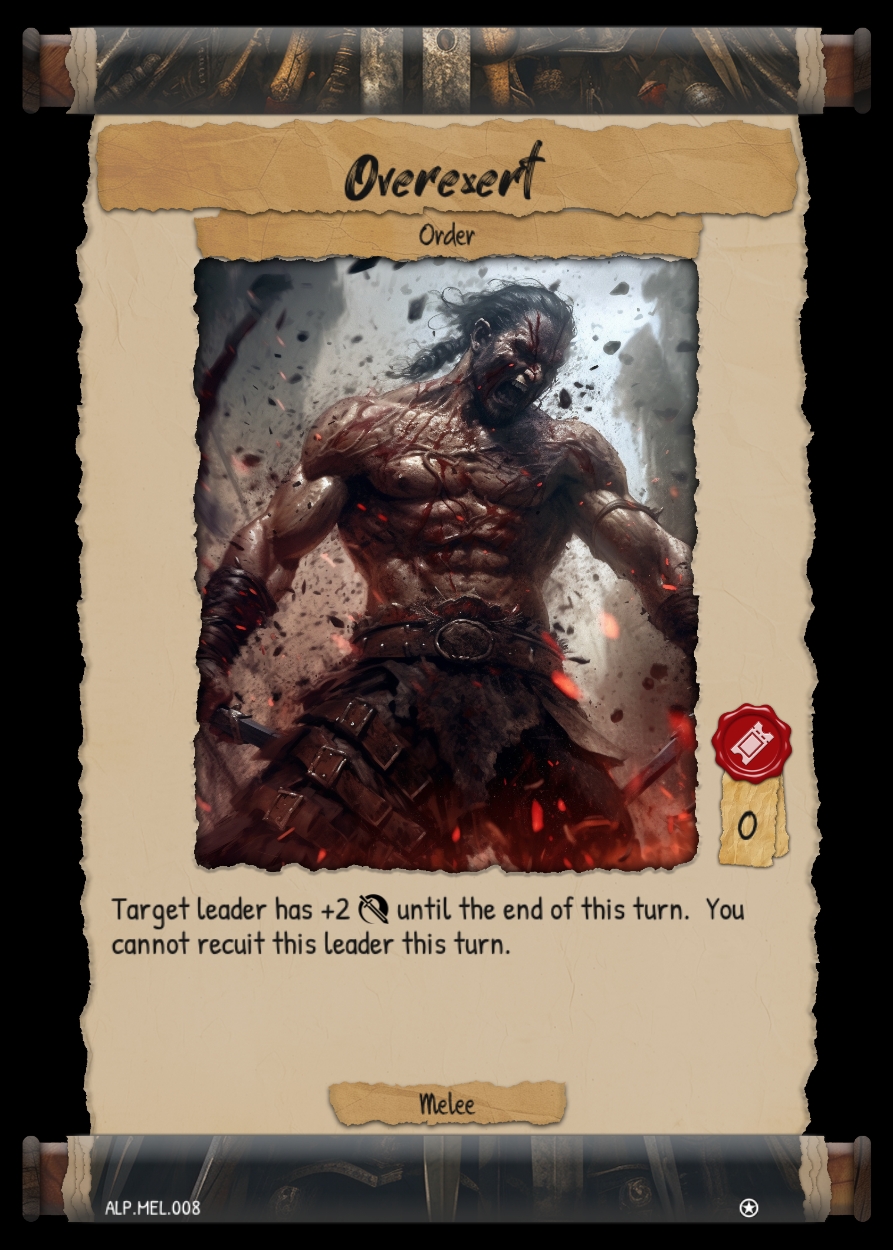 Overexert
Order
0
Target leader has +2 until the end of this turn. You
cannot recuit this leader this turn.
Melee
ALP.MEL.008